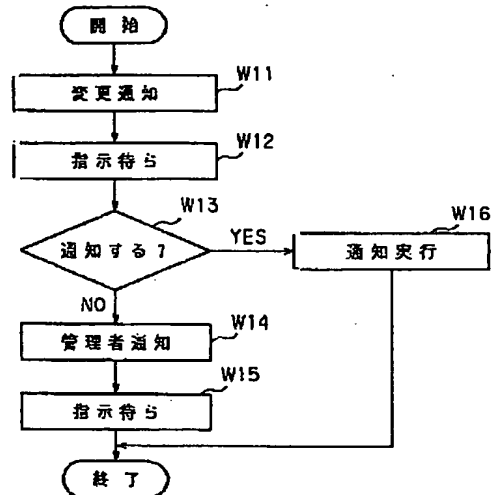 開始
W11
変更通知
W12
指示待ち
W13
通知する?
YES
W16
通知実行
NO
W14
管理者通知
W15
指示待ち
終了